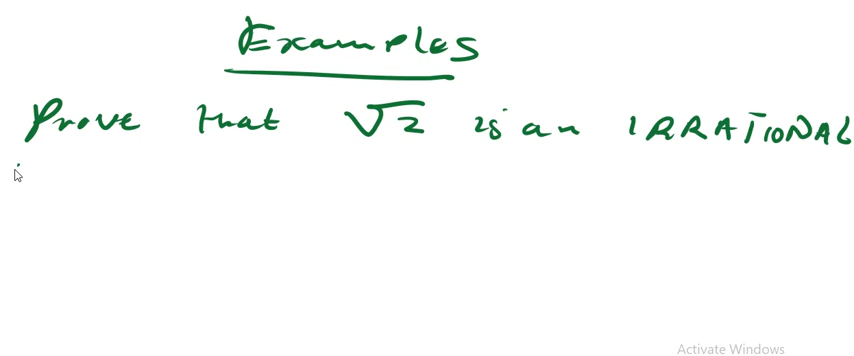 Examples
Prove that √2 is an IRRATIONAL
Activate Windows